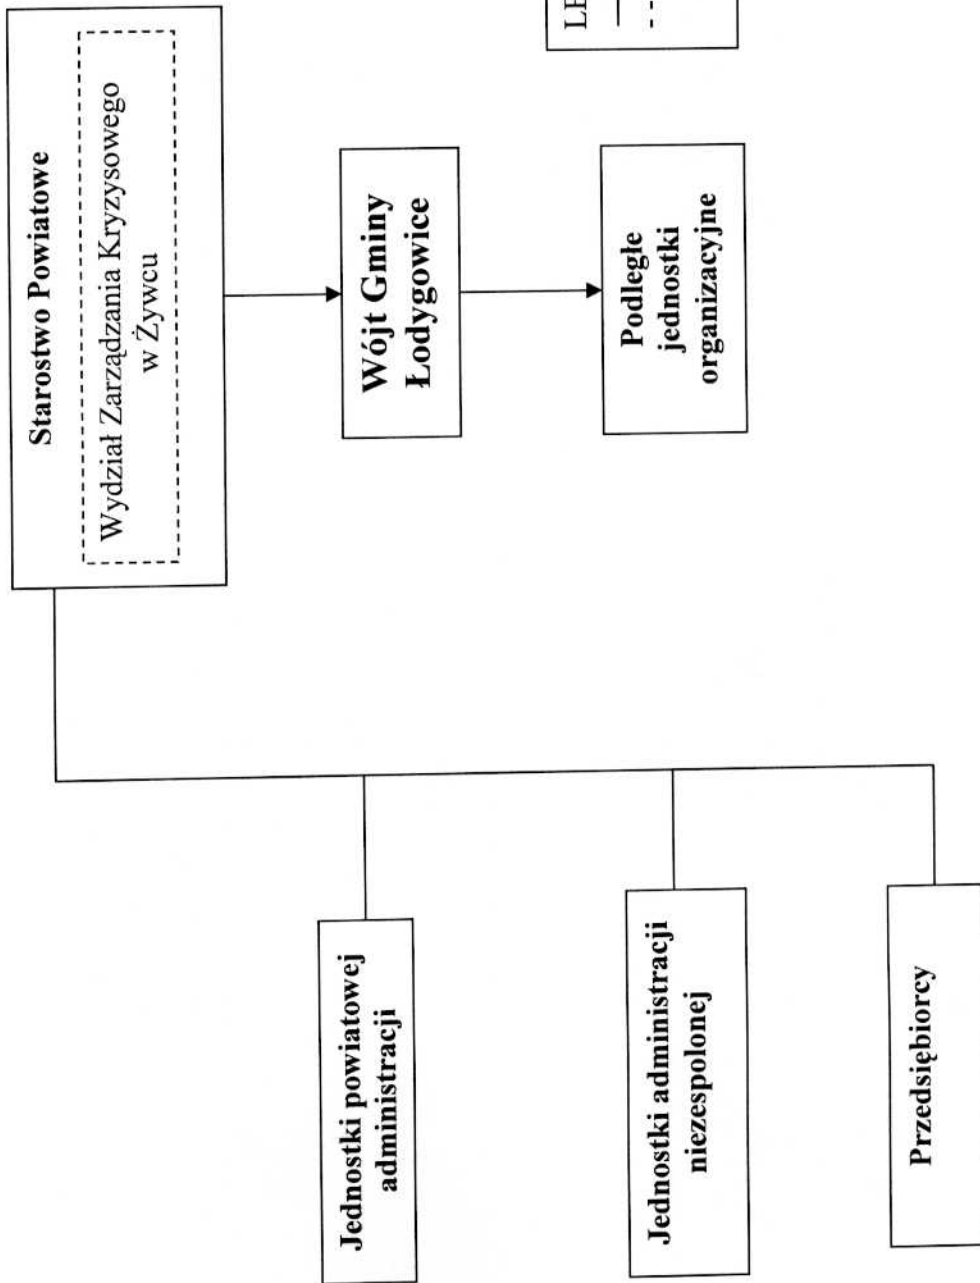 Starostwo Powiatowe
Wydział Zarządzania Kryzysowego
w Żywcu
Wójt Gminy
Łodygowice
Podległe
jednostki
organizacyjne
Jednostki powiatowej
administracji
Jednostki administracji
niezespolonej
Przedsiębiorcy